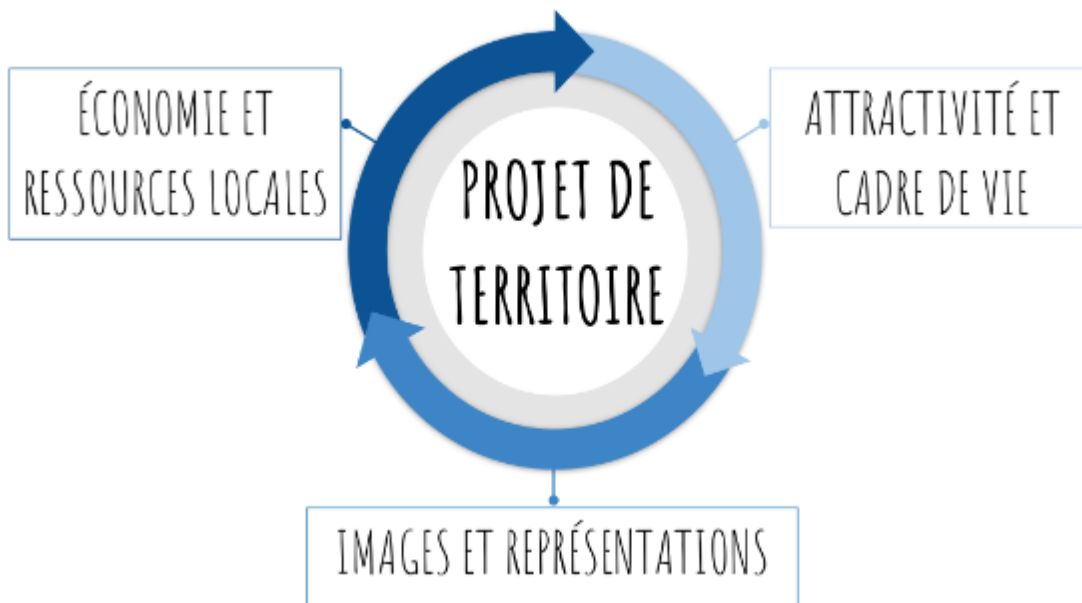 ÉCONOMIE ET
RESSOURCES LOCALES
PROJET DE
TERRITOIRE
ATTRACTIVITÉ ET
CADRE DE VIE
IMAGES ET REPRÉSENTATIONS